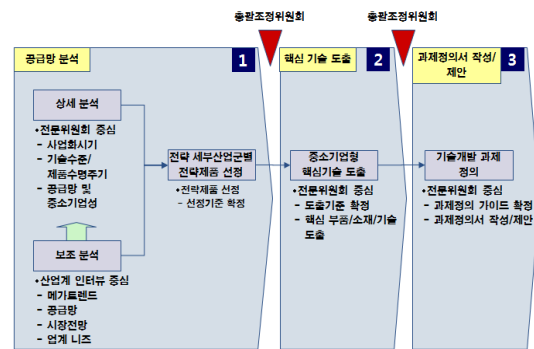 총괄조정위원회
총괄조정위원회
공급망 분석
1
핵심 기술 도출
2
과제정의서 작성/
제안
3
상세 분석
•전문위원회 중심
- 사업화시기
- 기술수준/
제품수명주기
- 공급망 및
중소기업성
전략 세부산업군별
전략제품 선정
•전략제품 선정
- 선정기준 확정
중소기업형
핵심기술 도출
•전문위원회 중심
- 도출기준 확정
- 핵심 부품/소재/기술
도출
기술개발 과제
정의
•전문위원회 중심
- 과제정의 가이드 확정
- 과제정의서 작성/제안
보조 분석
•산업계 인터뷰 중심
- 메가트렌드
- 공급망
- 시장전망
- 업계 니즈